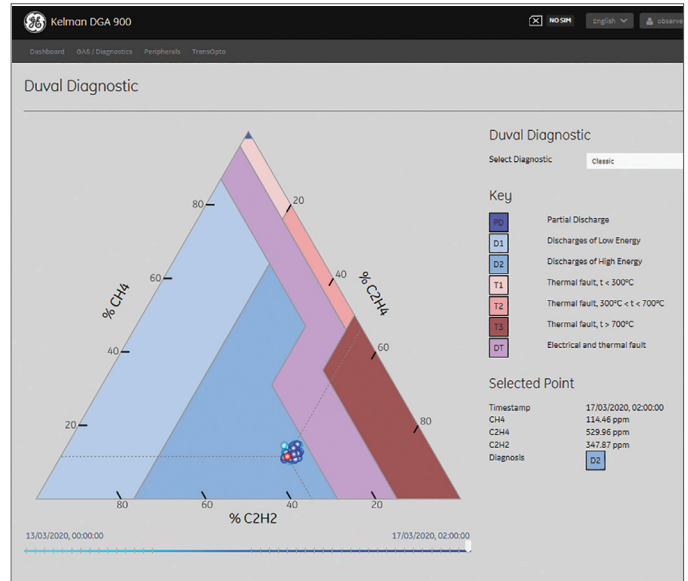 Kelman DGA 900
NO SIM
English
observe
Dashboard
GAS / Diagnostics
Peripherals
TransOpto
Duval Diagnostic
80
60
40
20
% CH4
20
40
60
80
% C2H4
80
60
40
20
% C2H2
13/03/2020, 00:00:00
17/03/2020, 02:00:00
Duval Diagnostic
Select Diagnostic
Classic
Key
PD Partial Discharge
D1 Discharges of Low Energy
D2 Discharges of High Energy
T1 Thermal fault, t < 300°C
T2 Thermal fault, 300°C < t < 700°C
T3 Thermal fault, t > 700°C
DT Electrical and thermal fault
Selected Point
Timestamp 17/03/2020, 02:00:00
CH4 114.46 ppm
C2H4 529.96 ppm
C2H2 347.87 ppm
Diagnosis D2